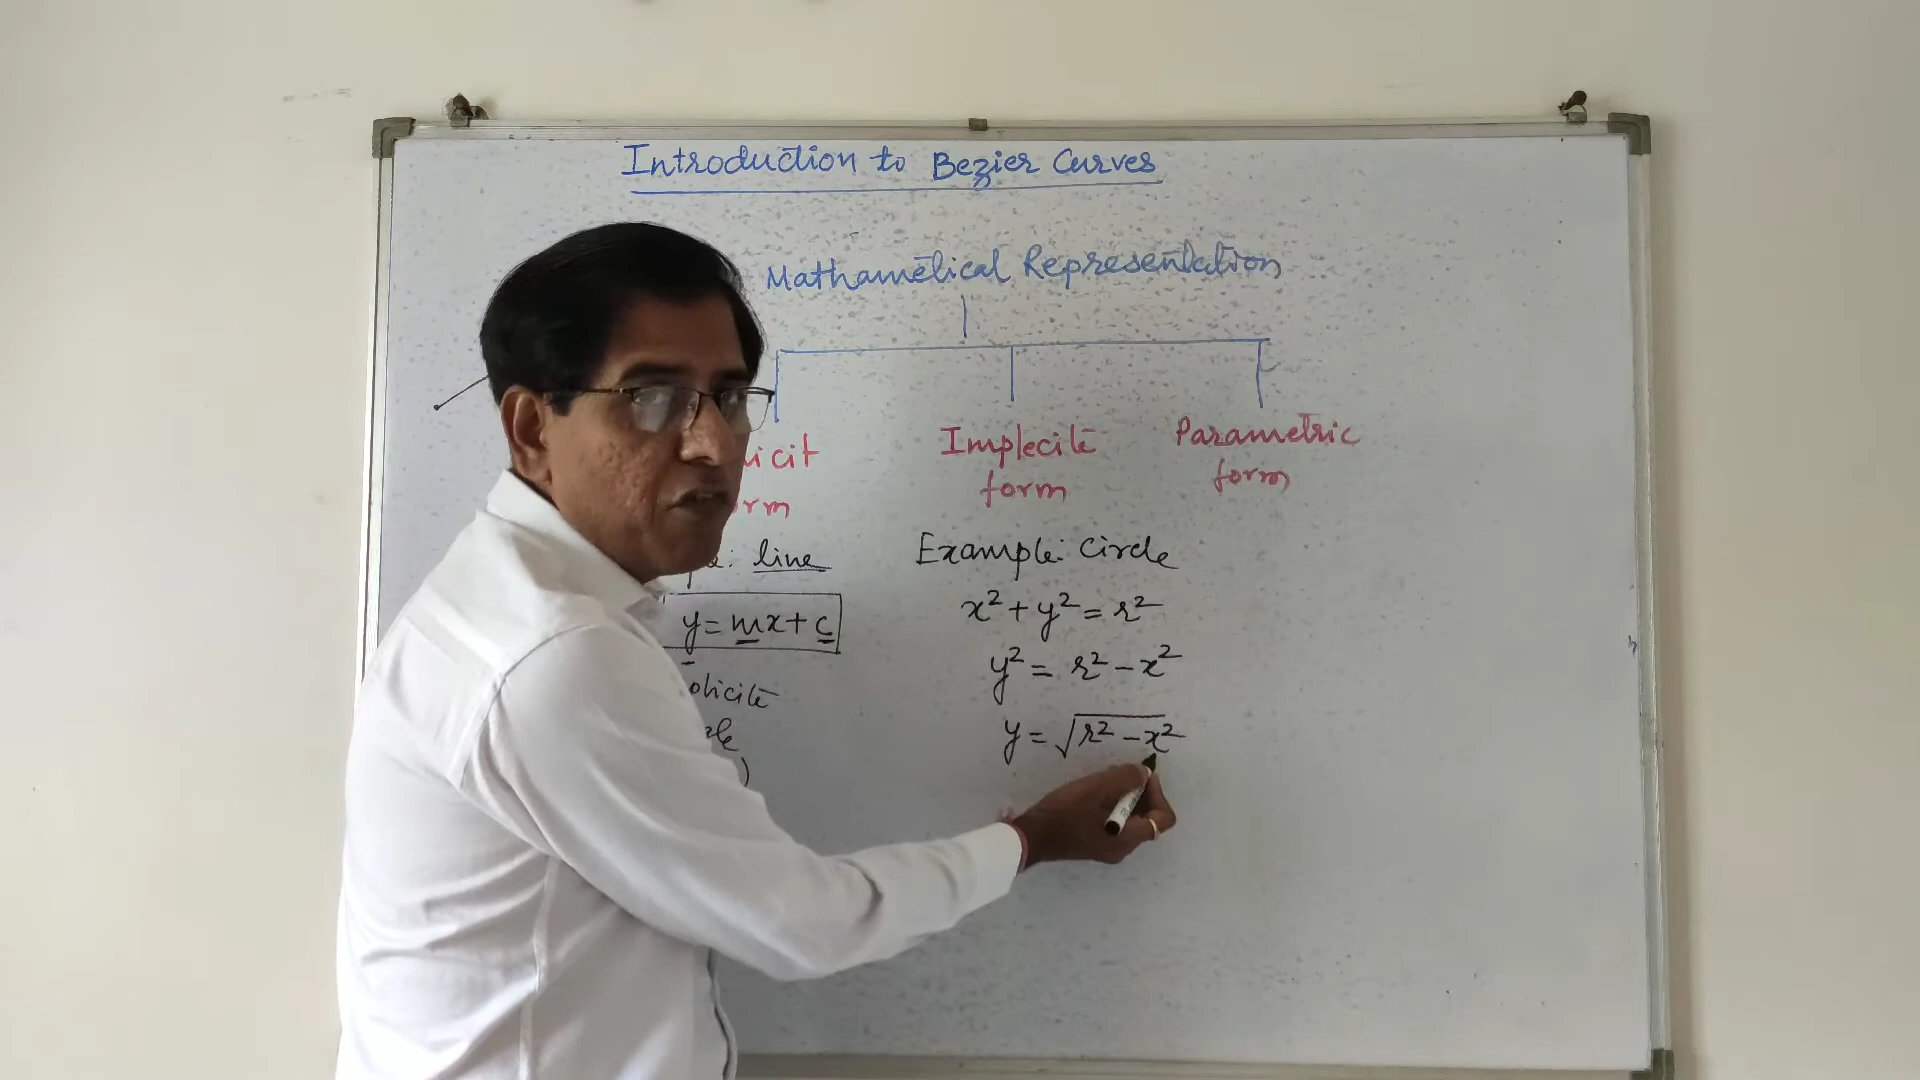 Introduction to Bezier Curves
Mathametical Representation
Implecite
form
Parametric
form
line
y = mx + c
Example: Circle
x² + y² = r²
y² = r² - x²
y = √r² - x²